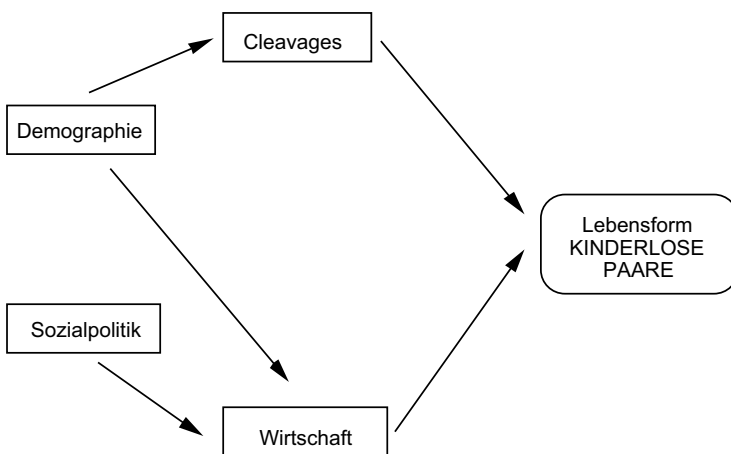 Cleavages
Demographie
Lebensform
KINDERLOSE
PAARE
Sozialpolitik
Wirtschaft